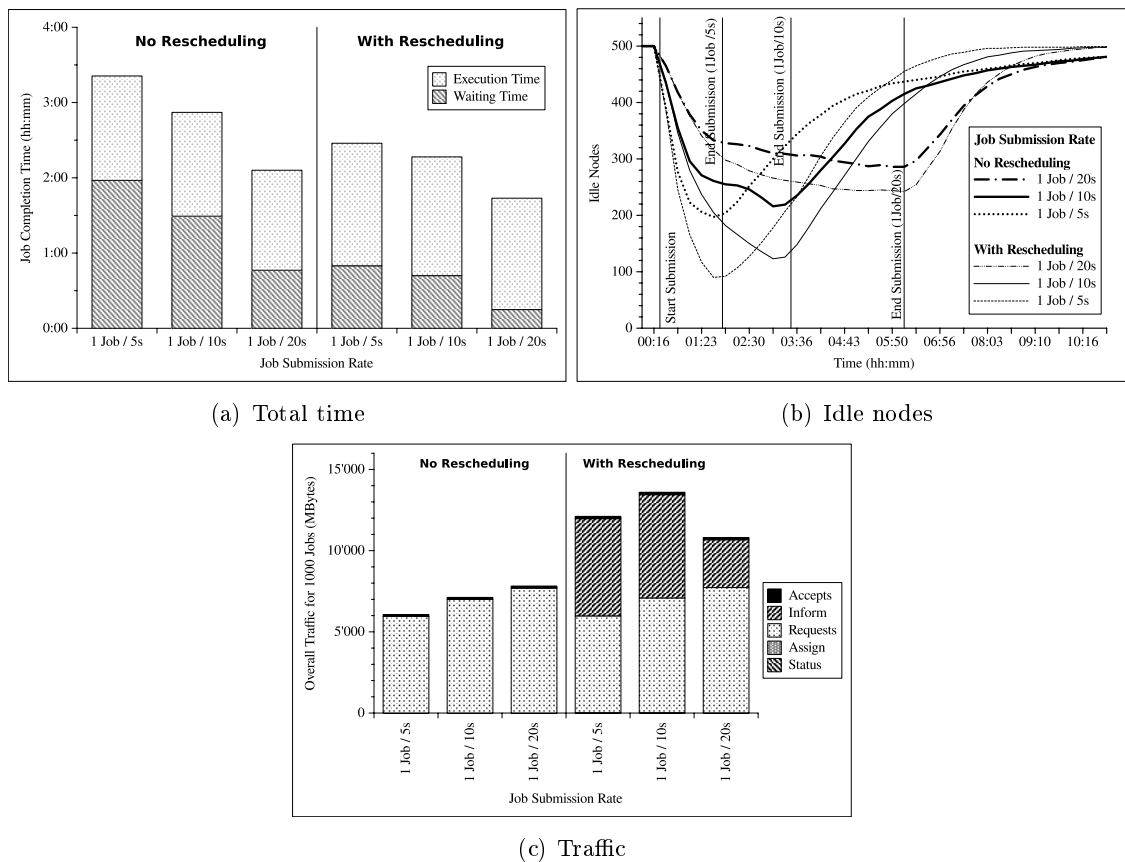 4:00
3:00
2:00
1:00
0:00
Job Completion Time (hh:mm)
No Rescheduling
With Rescheduling
Execution Time
Waiting Time
1 Job / 5s
1 Job / 10s
1 Job / 20s
1 Job / 5s
1 Job / 10s
1 Job / 20s
Job Submission Rate
(a) Total time
500
400
300
200
100
0
Idle Nodes
Start Submission
End Submisison (1Job /5s)
End Submission (1Job/10s)
End Submission (1Job/20s)
Job Submission Rate
No Rescheduling
1 Job / 20s
1 Job / 10s
1 Job / 5s
With Rescheduling
1 Job / 20s
1 Job / 10s
1 Job / 5s
00:16 01:23 02:30 03:36 04:43 05:50 06:56 08:03 09:10 10:16
Time (hh:mm)
(b) Idle nodes
15'000
10'000
5'000
0
Overall Traffic for 1000 Jobs (MBytes)
No Rescheduling
With Rescheduling
Accepts
Inform
Requests
Assign
Status
1 Job / 5s
1 Job / 10s
1 Job / 20s
1 Job / 5s
1 Job / 10s
1 Job / 20s
Job Submission Rate
(c) Traffic